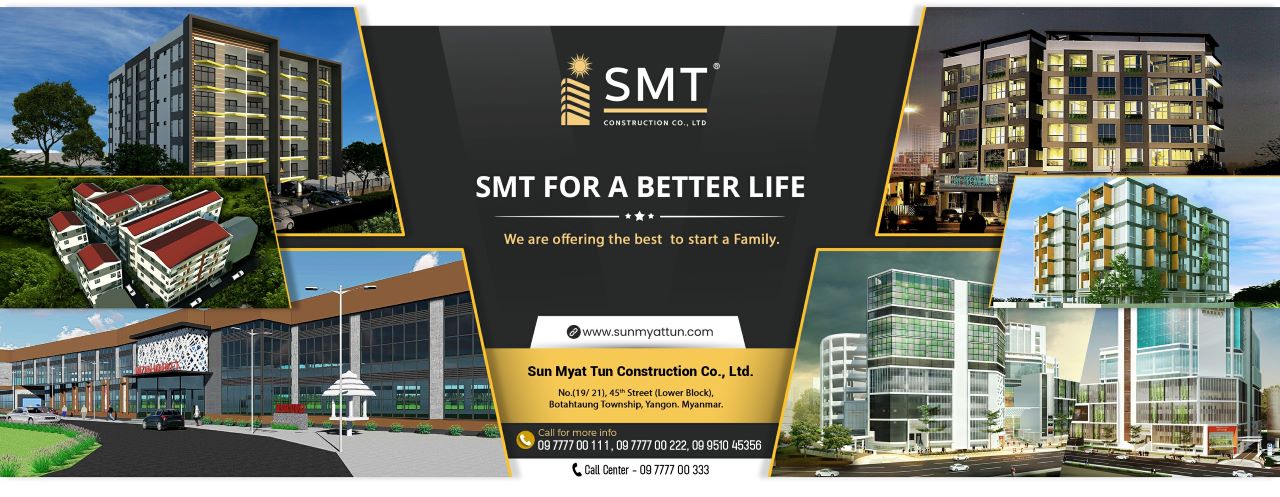 SMT®
CONSTRUCTION CO., LTD
SMT FOR A BETTER LIFE
We are offering the best to start a Family.
www.sunmyattun.com
Sun Myat Tun Construction Co., Ltd.
No.(19/ 21), 45th Street (Lower Block),
Botahtaung Township, Yangon. Myanmar.
Call for more info
09 7777 00 111, 09 7777 00 222, 09 9510 45356
Call Center - 09 7777 00 333